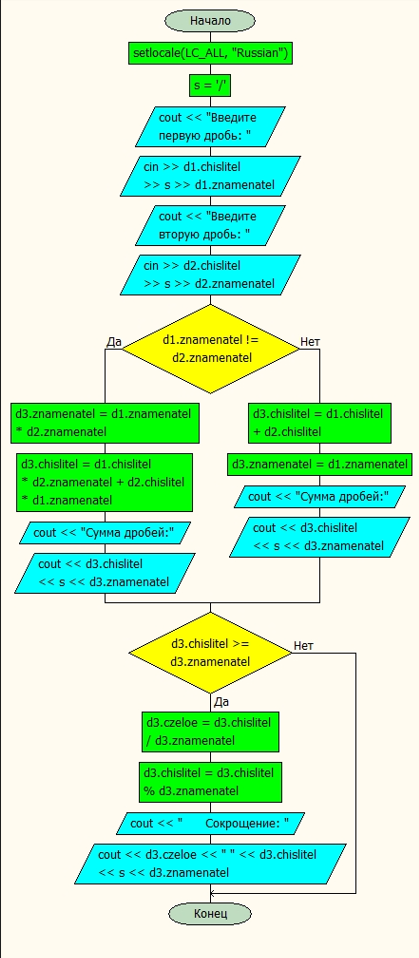 Начало
setlocale(LC_ALL, "Russian")
s = '/'
cout << "Введите
первую дробь: "
cin >> d1.chislitel
>> s >> d1.znamenatel
cout << "Введите
вторую дробь: "
cin >> d2.chislitel
>> s >> d2.znamenatel
d1.znamenatel !=
d2.znamenatel
Да
d3.znamenatel = d1.znamenatel
* d2.znamenatel
d3.chislitel = d1.chislitel
* d2.znamenatel + d2.chislitel
* d1.znamenatel
cout << "Сумма дробей:"
cout << d3.chislitel
<< s << d3.znamenatel
Нет
d3.chislitel = d1.chislitel
+ d2.chislitel
d3.znamenatel = d1.znamenatel
cout << "Сумма дробей:"
cout << d3.chislitel
<< s << d3.znamenatel
d3.chislitel >=
d3.znamenatel
Нет
Да
d3.czeloe = d3.chislitel
/ d3.znamenatel
d3.chislitel = d3.chislitel
% d3.znamenatel
cout << "      Сокрощение: "
cout << d3.czeloe << " " << d3.chislitel
<< s << d3.znamenatel
Конец